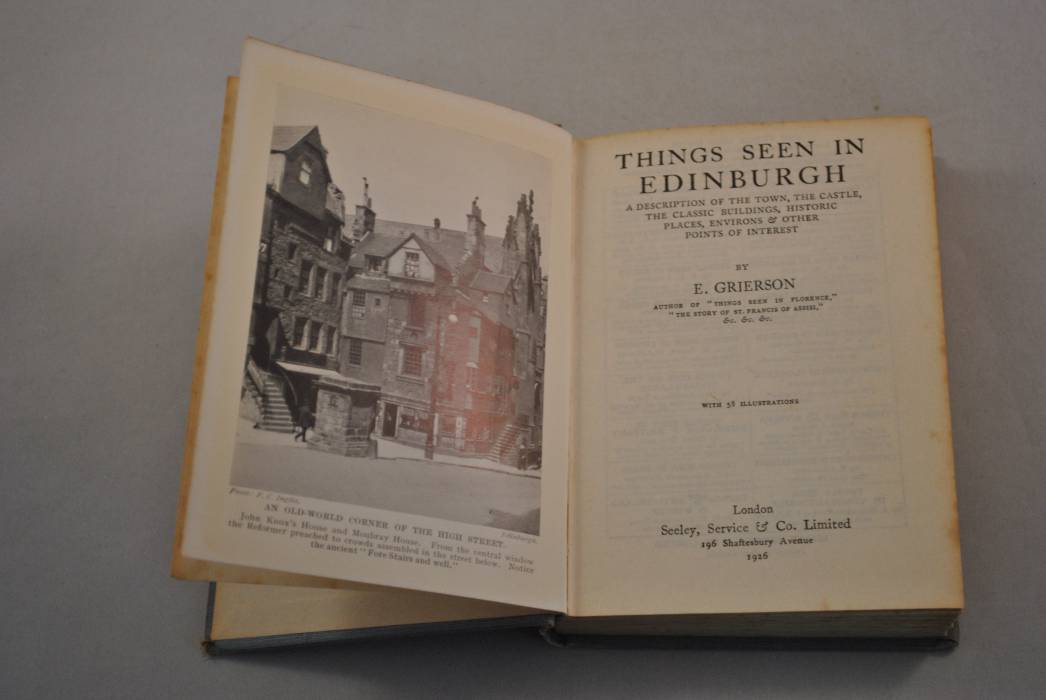 Photo: F. C. Inglis,
Edinburgh.
AN OLD-WORLD CORNER OF THE HIGH STREET.
John Knox's House and Moubray House. From the central window
the Reformer preached to crowds assembled in the street below. Notice
the ancient "Fore-Stairs and well."
THINGS SEEN IN
EDINBURGH
A DESCRIPTION OF THE TOWN, THE CASTLE,
THE CLASSIC BUILDINGS, HISTORIC
PLACES, ENVIRONS & OTHER
POINTS OF INTEREST
BY
E. GRIERSON
AUTHOR OF "THINGS SEEN IN FLORENCE,"
"THE STORY OF ST. FRANCIS OF ASSISI,"
&c. &c. &c.
WITH 58 ILLUSTRATIONS
London
Seeley, Service & Co. Limited
196 Shaftesbury Avenue
1926